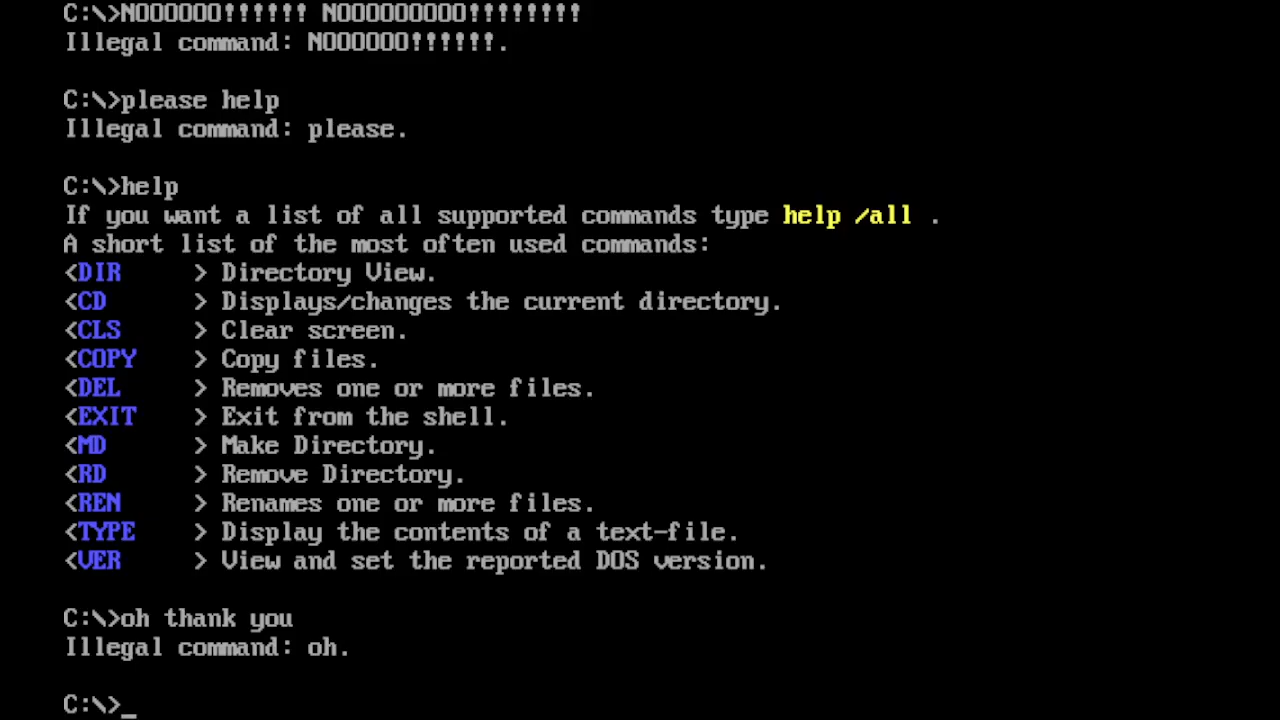 C:\>NOOOOOO!!!!!! NOOOOOOOOO!!!!!!!!
Illegal command: NOOOOOO!!!!!!.
C:\>please help
Illegal command: please.
C:\>help
If you want a list of all supported commands type help /all .
A short list of the most often used commands:
<DIR     > Directory View.
<CD      > Displays/changes the current directory.
<CLS     > Clear screen.
<COPY    > Copy files.
<DEL     > Removes one or more files.
<EXIT    > Exit from the shell.
<MD      > Make Directory.
<RD      > Remove Directory.
<REN     > Renames one or more files.
<TYPE    > Display the contents of a text-file.
<VER     > View and set the reported DOS version.
C:\>oh thank you
Illegal command: oh.
C:\>_